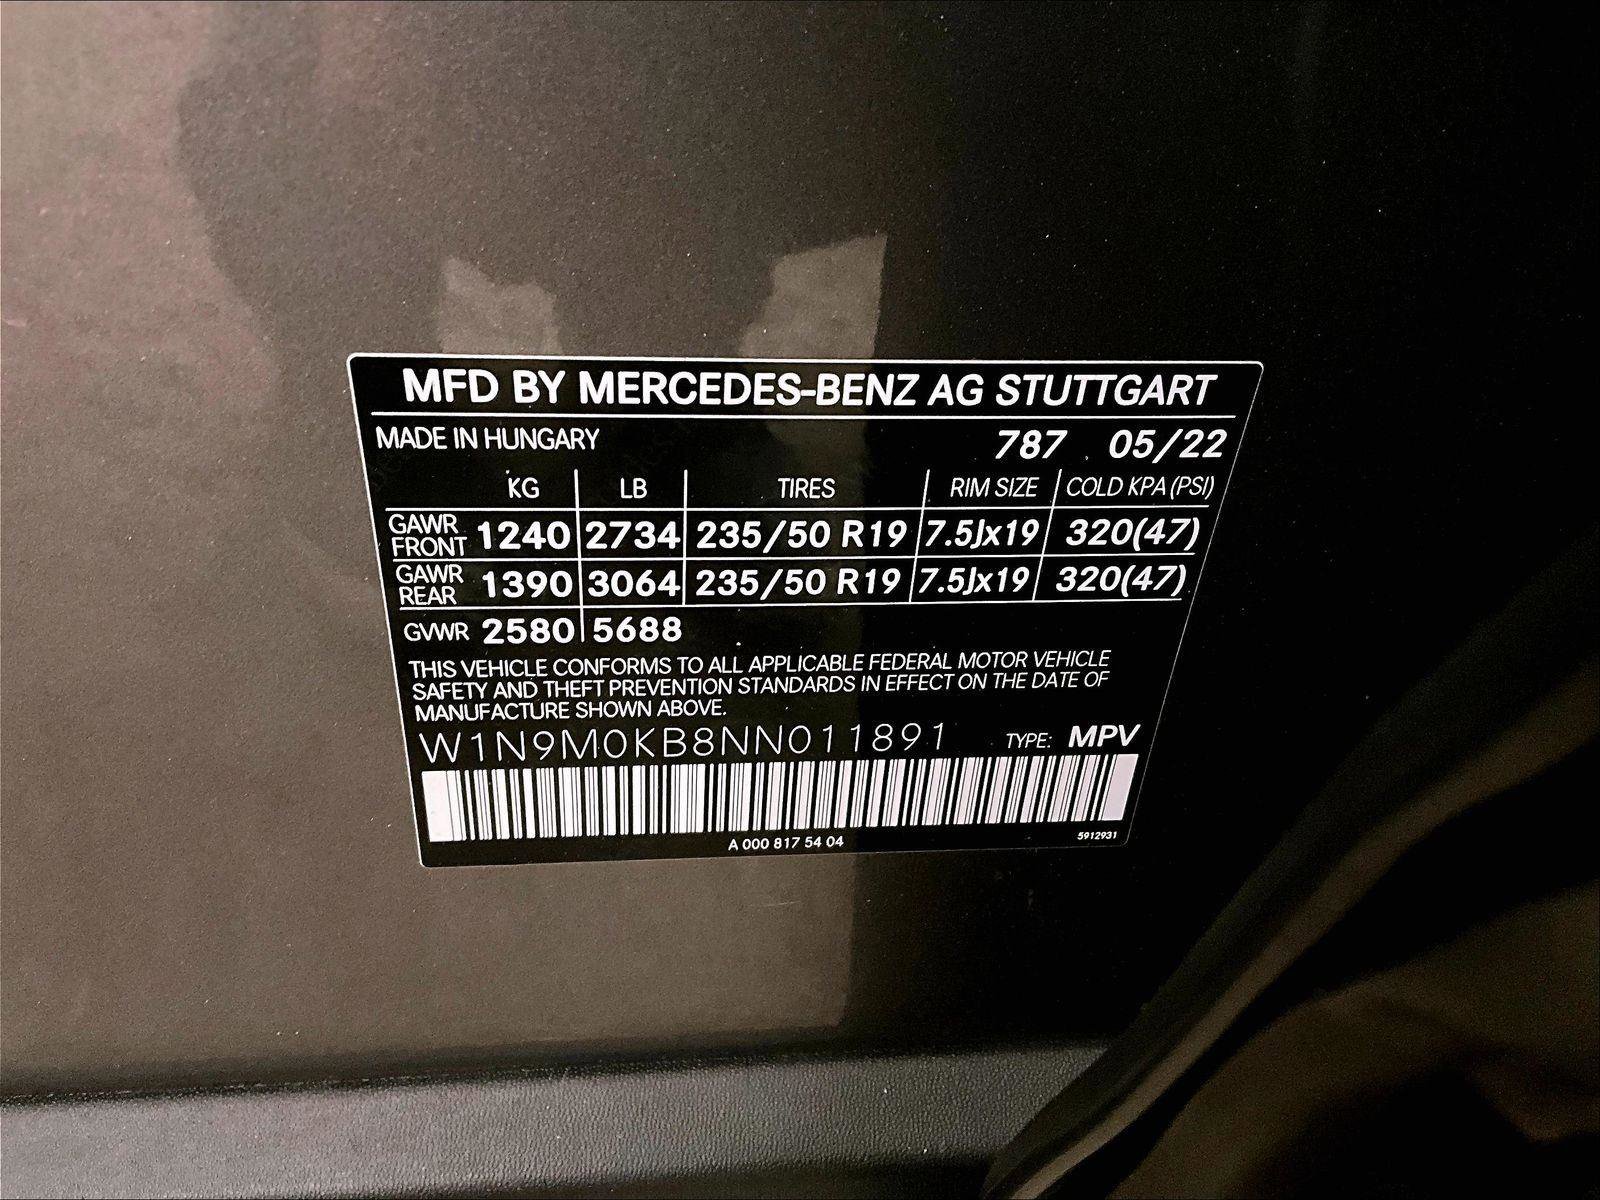 MFD BY MERCEDES-BENZ AG STUTTGART
MADE IN HUNGARY 787 05/22
KG LB TIRES RIM SIZE COLD KPA (PSI)
GAWR FRONT 1240 2734 235/50 R19 7.5Jx19 320(47)
GAWR REAR 1390 3064 235/50 R19 7.5Jx19 320(47)
GVWR 2580 5688
THIS VEHICLE CONFORMS TO ALL APPLICABLE FEDERAL MOTOR VEHICLE
SAFETY AND THEFT PREVENTION STANDARDS IN EFFECT ON THE DATE OF
MANUFACTURE SHOWN ABOVE.
W1N9M0KB8NN011891 TYPE: MPV
A 000 817 54 04 5912931